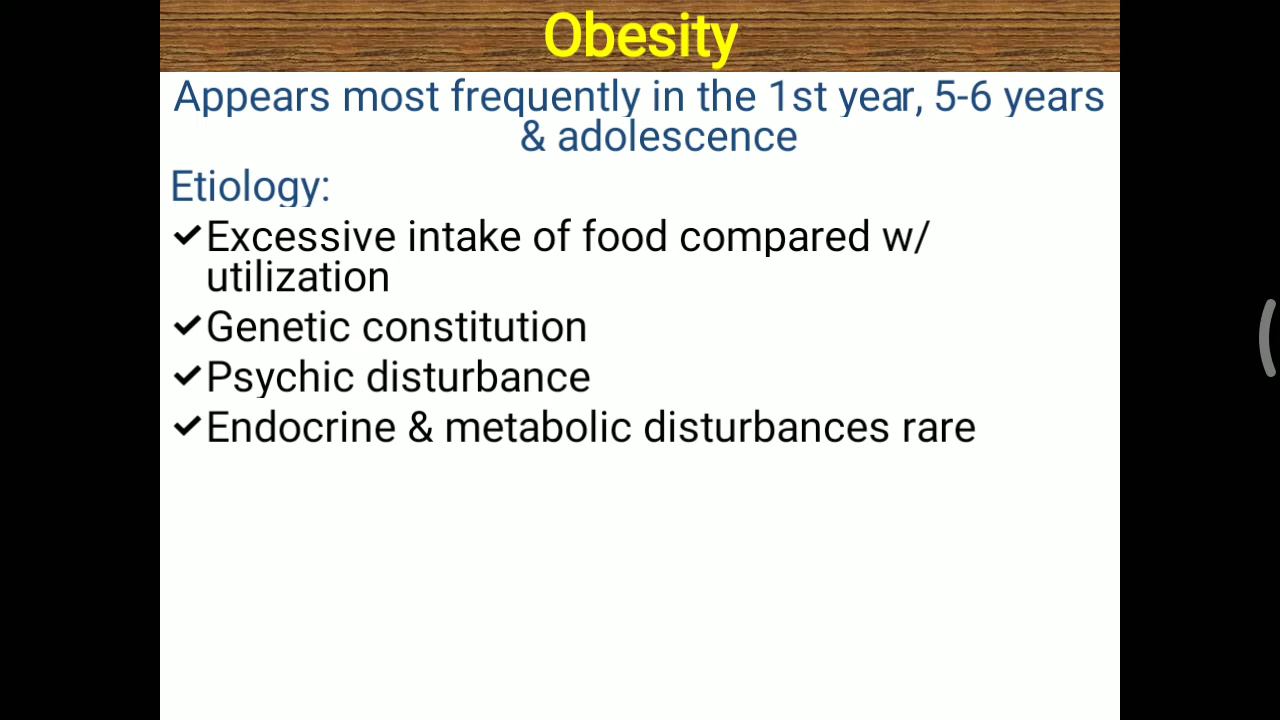 Obesity
Appears most frequently in the 1st year, 5-6 years
& adolescence
Etiology:
✔Excessive intake of food compared w/
utilization
✔Genetic constitution
✔Psychic disturbance
✔Endocrine & metabolic disturbances rare